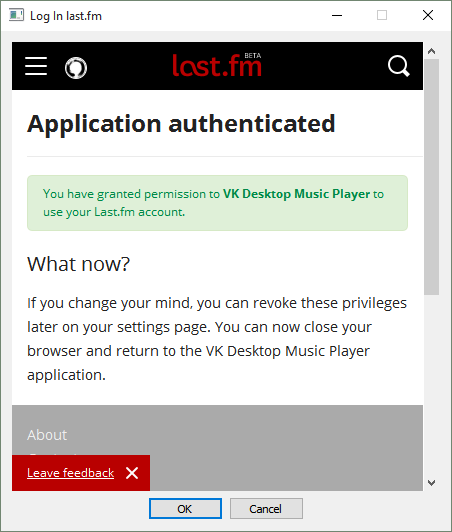 Log In last.fm
last.fm
BETA
Application authenticated
You have granted permission to VK Desktop Music Player to
use your Last.fm account.
What now?
If you change your mind, you can revoke these privileges
later on your settings page. You can now close your
browser and return to the VK Desktop Music Player
application.
About
Leave feedback
OK
Cancel